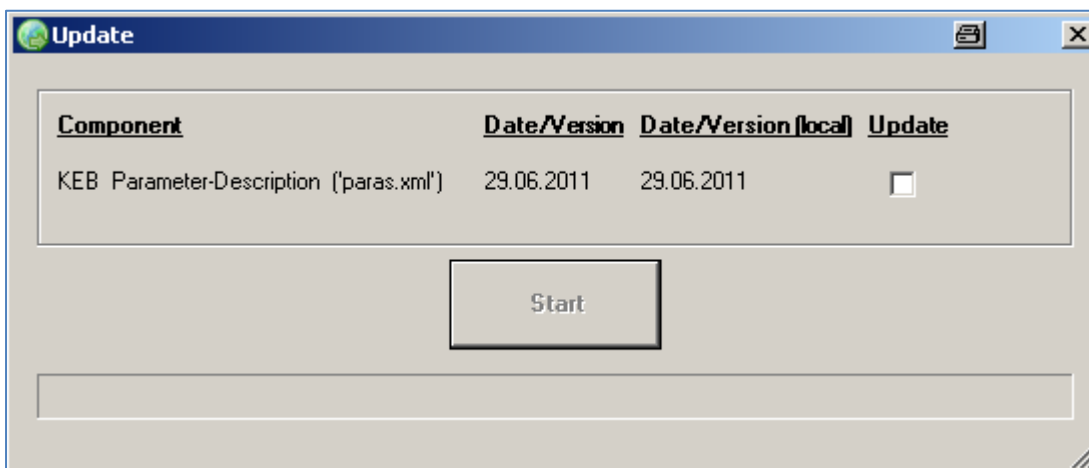 Update
Component Date/Version Date/Version (local) Update
KEB Parameter-Description ('paras.xml') 29.06.2011 29.06.2011
Start